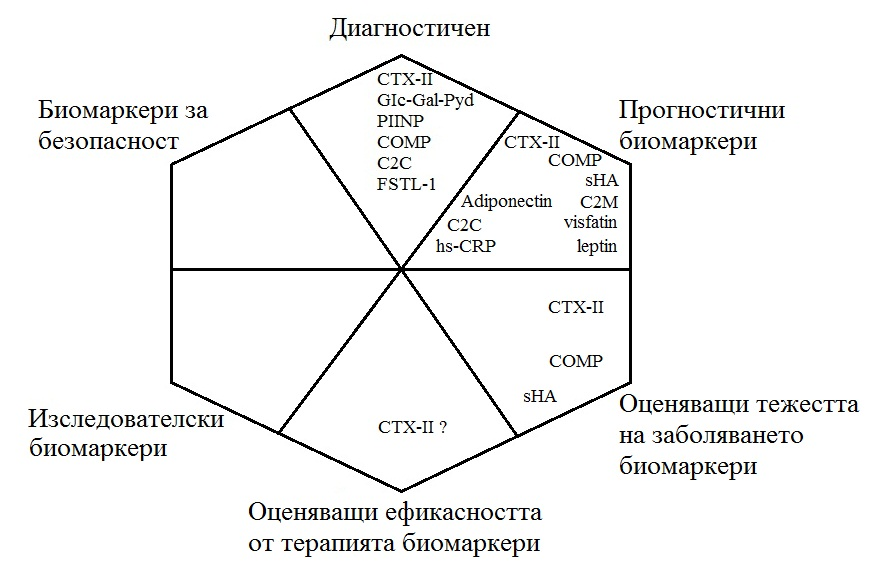 Диагностичен
Биомаркери за
безопасност
CTX-II
GIc-Gal-Pyd
PIINP
COMP
C2C
FSTL-1
Прогностични
биомаркери
CTX-II
COMP
sHA
Adiponectin
C2M
C2C
visfatin
hs-CRP
leptin
CTX-II
COMP
sHA
Оценяващи тежестта
на заболяването
биомаркери
Изследователски
биомаркери
CTX-II ?
Оценяващи ефикасността
от терапията биомаркери